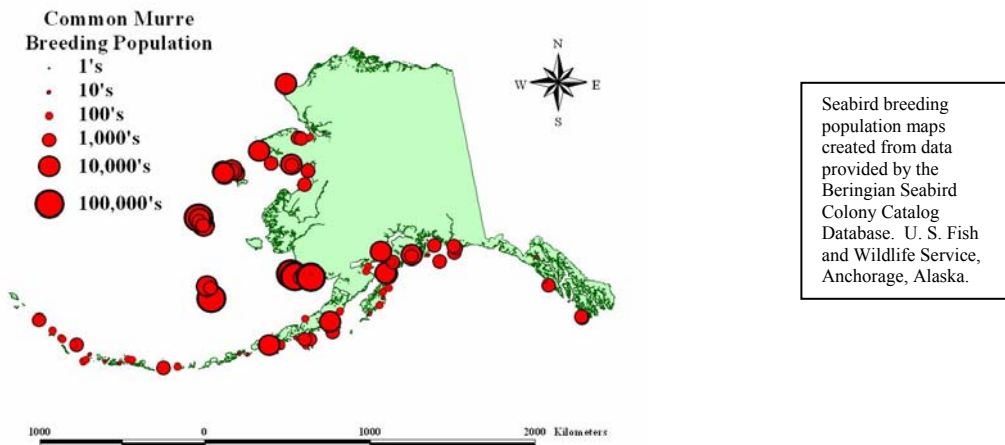 Common Murre
Breeding Population
1's
10's
100's
1,000's
10,000's
100,000's
N
W E
S
1000 0 1000 2000 Kilometers
Seabird breeding
population maps
created from data
provided by the
Beringian Seabird
Colony Catalog
Database. U. S. Fish
and Wildlife Service,
Anchorage, Alaska.